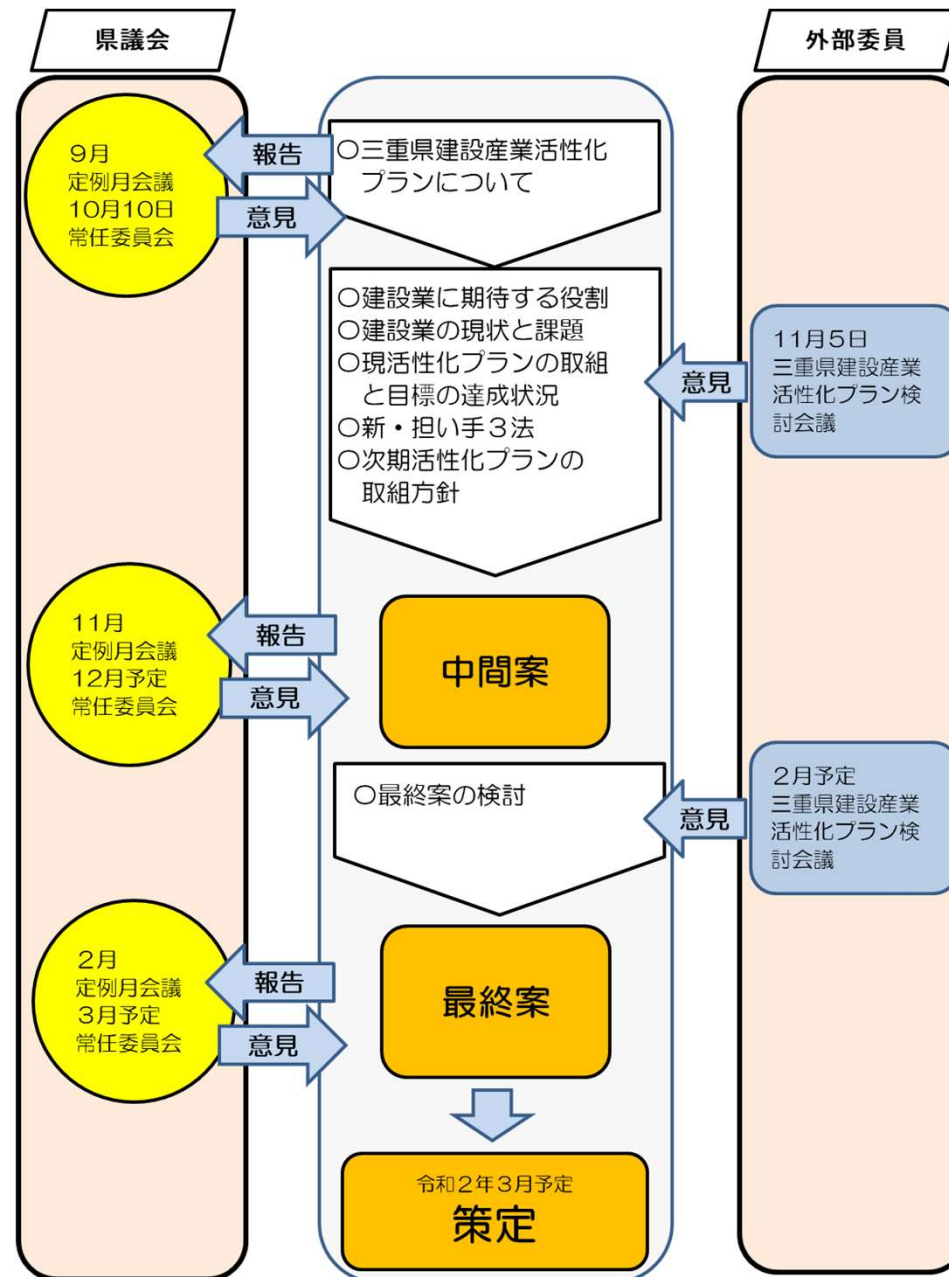 県議会
外部委員
9月
定例月会議
10月10日
常任委員会
報告
意見
〇三重県建設産業活性化
プランについて
〇建設業に期待する役割
〇建設業の現状と課題
〇現活性化プランの取組
と目標の達成状況
〇新・担い手3法
〇次期活性化プランの
取組方針
意見
11月5日
三重県建設産業
活性化プラン検
討会議
11月
定例月会議
12月予定
常任委員会
報告
意見
中間案
〇最終案の検討
意見
2月予定
三重県建設産業
活性化プラン検
討会議
2月
定例月会議
3月予定
常任委員会
報告
意見
最終案
令和2年3月予定
策定